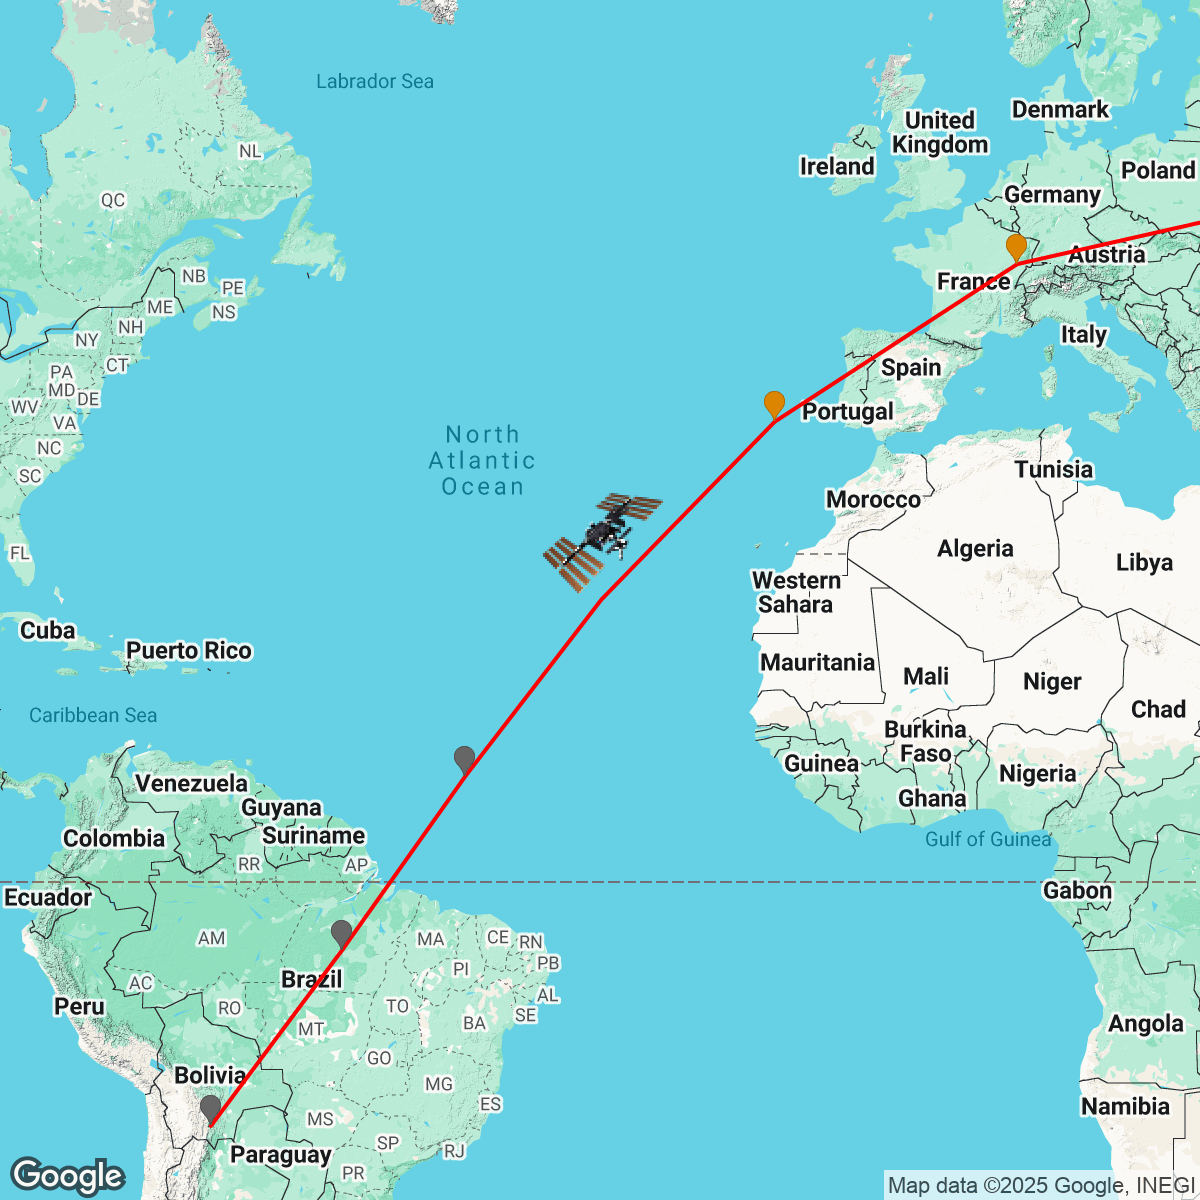 Labrador Sea
Denmark
United
Kingdom
NL
Ireland
Poland
QC
Germany
Austria
NB
PE
France
ME
NS
NH
NY
Italy
CT
PA
Spain
MD
DE
WV
Portugal
VA
North
Atlantic
Ocean
NC
Tunisia
SC
Morocco
FL
Algeria
Libya
Western
Sahara
Cuba
Puerto Rico
Mauritania
Mali
Niger
Caribbean Sea
Chad
Burkina
Faso
Guinea
Nigeria
Venezuela
Ghana
Guyana
Colombia
Suriname
Gulf of Guinea
RR
AP
Ecuador
Gabon
AM
MA
CE
RN
PB
PI
Brazil
AC
AL
Peru
RO
TO
SE
MT
BA
Angola
GO
Bolivia
MG
ES
Namibia
MS
SP
RJ
Paraguay
PR
Google
Map data ©2025 Google, INEGI